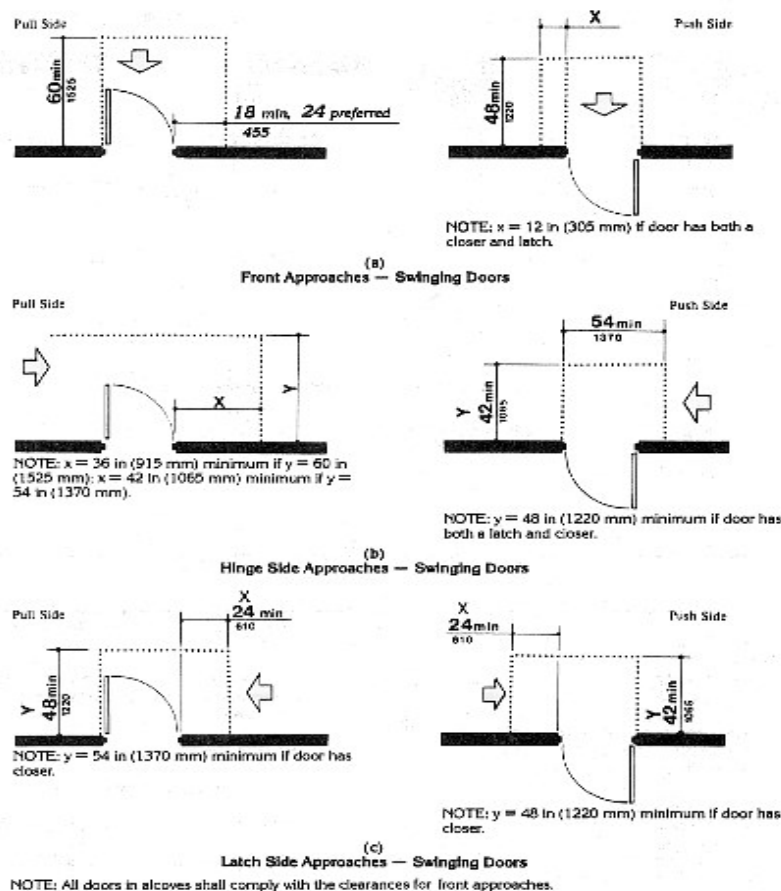 Pull Side
X
Push Side
60min
1525
18 min, 24 preferred
455
48min
1220
NOTE: x = 12 in (305 mm) if door has both a
closer and latch.
(a)
Front Approaches — Swinging Doors
Pull Side
Push Side
54min
1370
X
Y
Y
42min
1065
NOTE: x = 36 in (915 mm) minimum if y = 60 in
(1525 mm); x = 42 in (1065 mm) minimum if y =
54 in (1370 mm).
NOTE: y = 48 in (1220 mm) minimum if door has
both a latch and closer.
(b)
Hinge Side Approaches — Swinging Doors
Pull Side
X
24 min
610
X
24min
610
Push Side
Y
48min
1220
Y
42min
1065
NOTE: y = 54 in (1370 mm) minimum if door has
closer.
NOTE: y = 48 in (1220 mm) minimum if door has
closer.
(c)
Latch Side Approaches — Swinging Doors
NOTE: All doors in alcoves shall comply with the clearances for front approaches.